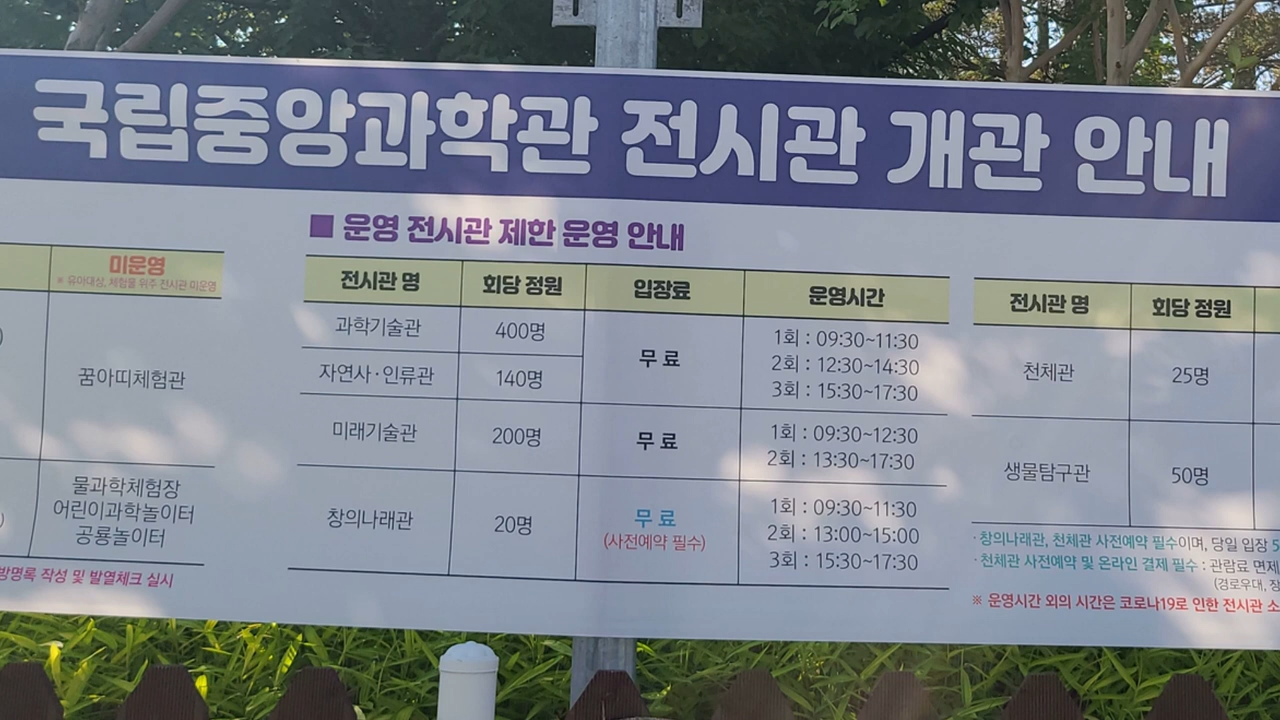 국립중앙과학관 전시관 개관 안내
미운영
※ 유아대상, 체험물 위주 전시관 미운영
꿈아띠체험관
물과학체험장
어린이과학놀이터
공룡놀이터
방명록 작성 및 발열체크 실시
■ 운영 전시관 제한 운영 안내
전시관 명 회당 정원 입장료 운영시간
과학기술관 400명
자연사·인류관 140명
무 료
1회 : 09:30~11:30
2회 : 12:30~14:30
3회 : 15:30~17:30
미래기술관 200명 무 료
1회 : 09:30~12:30
2회 : 13:30~17:30
창의나래관 20명
무 료
(사전예약 필수)
1회 : 09:30~11:30
2회 : 13:00~15:00
3회 : 15:30~17:30
전시관 명 회당 정원
천체관 25명
생물탐구관 50명
· 창의나래관, 천체관 사전예약 필수이며, 당일 입장 5
· 천체관 사전예약 및 온라인 결제 필수 : 관람료 면제
(경로우대, 장
※ 운영시간 외의 시간은 코로나19로 인한 전시관 소